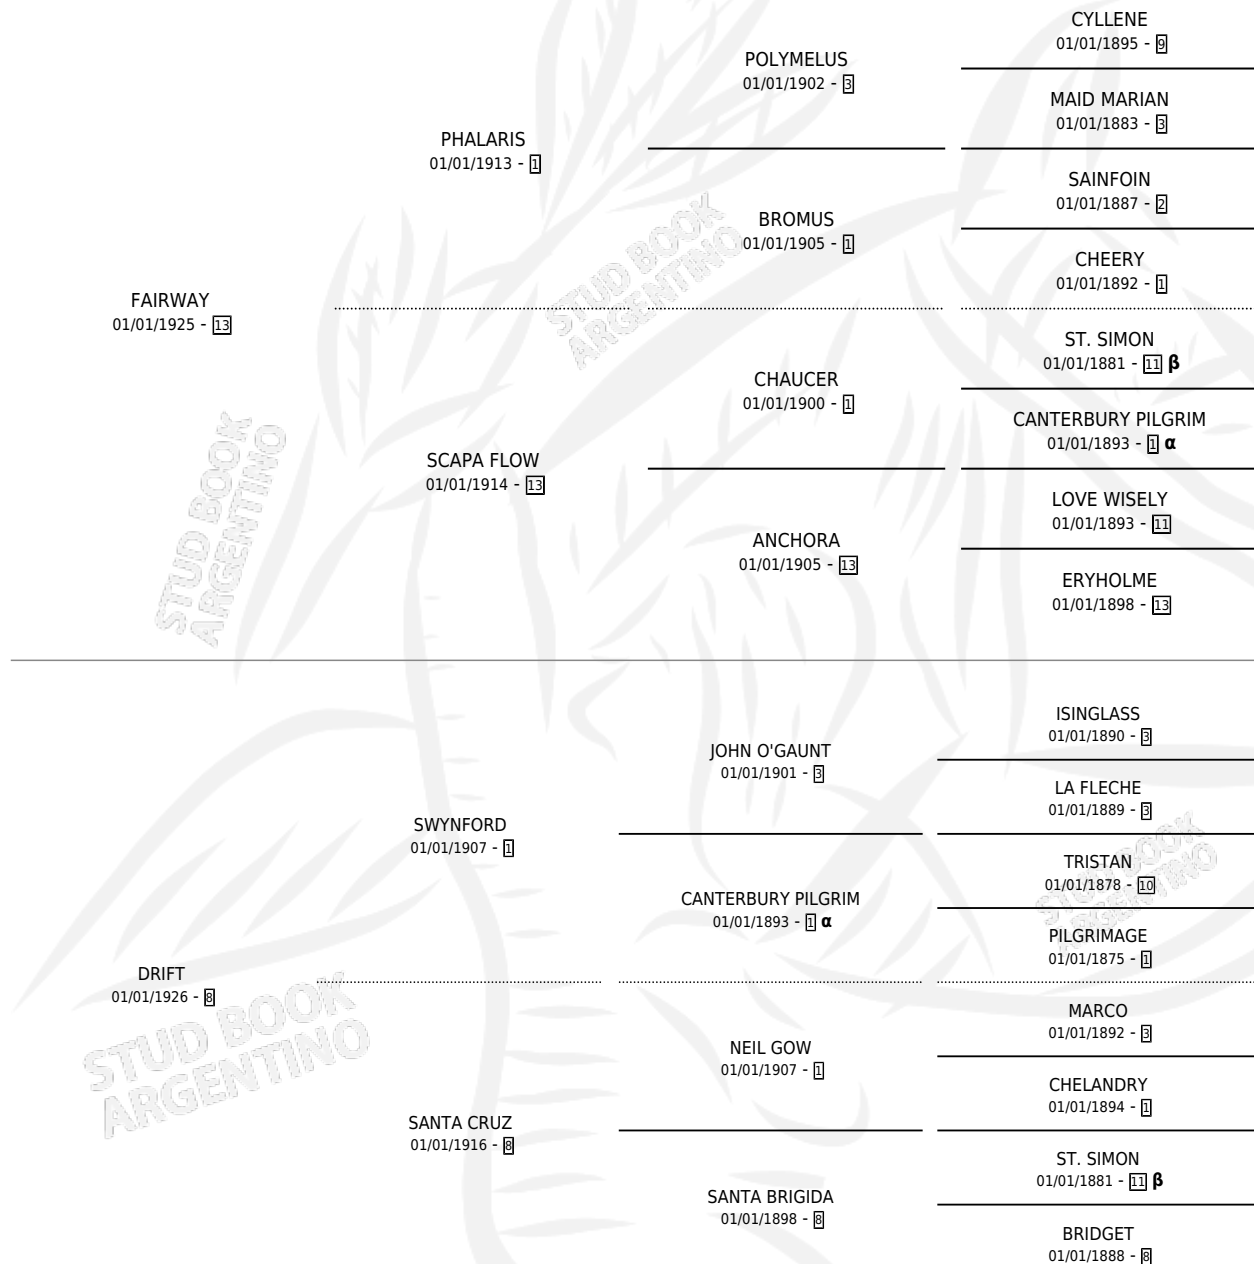 CYLLENE
01/01/1895 - 9
POLYMELUS
01/01/1902 - 3
MAID MARIAN
01/01/1883 - 3
PHALARIS
01/01/1913 - 1
SAINFOIN
01/01/1887 - 2
BROMUS
01/01/1905 - 1
CHEERY
01/01/1892 - 1
FAIRWAY
01/01/1925 - 13
ST. SIMON
01/01/1881 - 11 β
CHAUCER
01/01/1900 - 1
CANTERBURY PILGRIM
01/01/1893 - 1 α
SCAPA FLOW
01/01/1914 - 13
LOVE WISELY
01/01/1893 - 11
ANCHORA
01/01/1905 - 13
ERYHOLME
01/01/1898 - 13
STUD BOOK
ARGENTINO
STUD BOOK
ARGENTINO
ISINGLASS
01/01/1890 - 3
JOHN O'GAUNT
01/01/1901 - 3
LA FLECHE
01/01/1889 - 3
SWYNFORD
01/01/1907 - 1
TRISTAN
01/01/1878 - 10
CANTERBURY PILGRIM
01/01/1893 - 1 α
PILGRIMAGE
01/01/1875 - 1
DRIFT
01/01/1926 - 8
MARCO
01/01/1892 - 3
NEIL GOW
01/01/1907 - 1
CHELANDRY
01/01/1894 - 1
SANTA CRUZ
01/01/1916 - 8
ST. SIMON
01/01/1881 - 11 β
SANTA BRIGIDA
01/01/1898 - 8
BRIDGET
01/01/1888 - 8
STUD BOOK
ARGENTINO
STUD BOOK
ARGENTINO